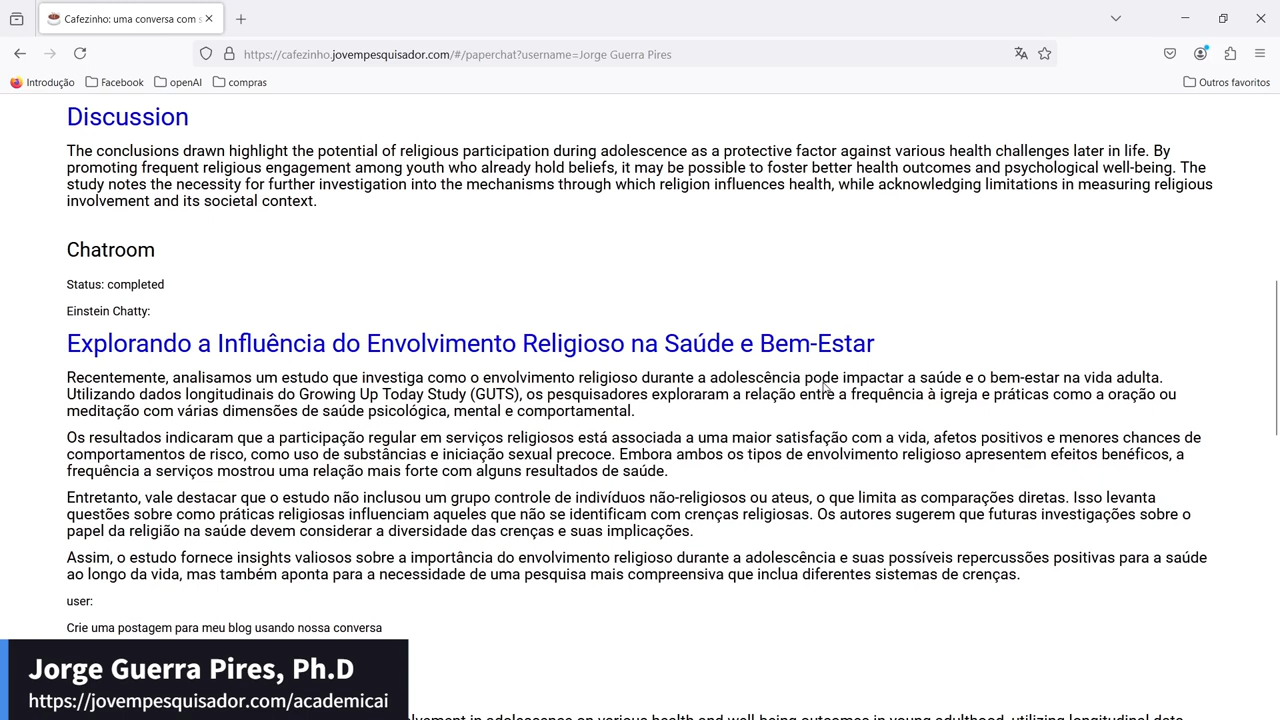 Cafezinho: uma conversa com s
https://cafezinho.jovempesquisador.com/#/paperchat?username=Jorge Guerra Pires
Introdução
Facebook
openAI
compras
Outros favoritos
Discussion
The conclusions drawn highlight the potential of religious participation during adolescence as a protective factor against various health challenges later in life. By
promoting frequent religious engagement among youth who already hold beliefs, it may be possible to foster better health outcomes and psychological well-being. The
study notes the necessity for further investigation into the mechanisms through which religion influences health, while acknowledging limitations in measuring religious
involvement and its societal context.
Chatroom
Status: completed
Einstein Chatty:
Explorando a Influência do Envolvimento Religioso na Saúde e Bem-Estar
Recentemente, analisamos um estudo que investiga como o envolvimento religioso durante a adolescência pode impactar a saúde e o bem-estar na vida adulta.
Utilizando dados longitudinais do Growing Up Today Study (GUTS), os pesquisadores exploraram a relação entre a frequência à igreja e práticas como a oração ou
meditação com várias dimensões de saúde psicológica, mental e comportamental.
Os resultados indicaram que a participação regular em serviços religiosos está associada a uma maior satisfação com a vida, afetos positivos e menores chances de
comportamentos de risco, como uso de substâncias e iniciação sexual precoce. Embora ambos os tipos de envolvimento religioso apresentem efeitos benéficos, a
frequência a serviços mostrou uma relação mais forte com alguns resultados de saúde.
Entretanto, vale destacar que o estudo não inclusou um grupo controle de indivíduos não-religiosos ou ateus, o que limita as comparações diretas. Isso levanta
questões sobre como práticas religiosas influenciam aqueles que não se identificam com crenças religiosas. Os autores sugerem que futuras investigações sobre o
papel da religião na saúde devem considerar a diversidade das crenças e suas implicações.
Assim, o estudo fornece insights valiosos sobre a importância do envolvimento religioso durante a adolescência e suas possíveis repercussões positivas para a saúde
ao longo da vida, mas também aponta para a necessidade de uma pesquisa mais compreensiva que inclua diferentes sistemas de crenças.
user:
Crie uma postagem para meu blog usando nossa conversa
Jorge Guerra Pires, Ph.D
https://jovempesquisador.com/academicai
in adolescence on various health and well-being outcomes in young adulthood, utilizing longitudinal data